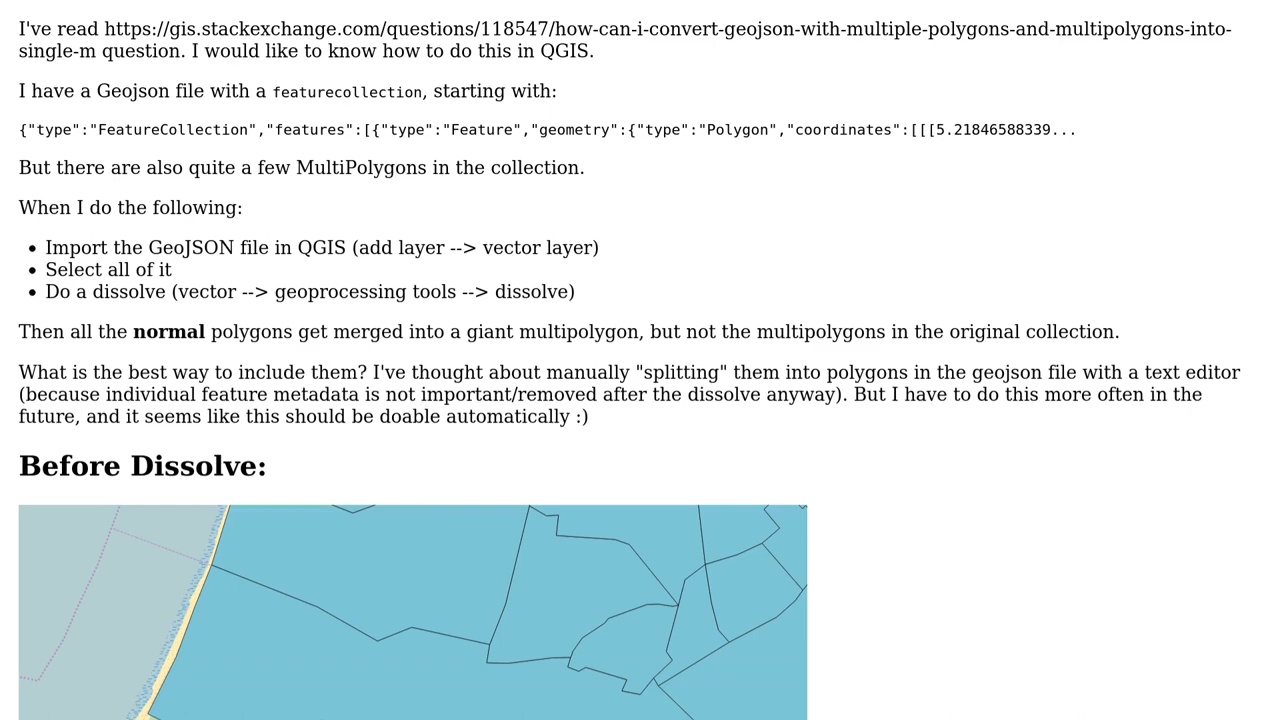 I've read https://gis.stackexchange.com/questions/118547/how-can-i-convert-geojson-with-multiple-polygons-and-multipolygons-into-
single-m question. I would like to know how to do this in QGIS.
I have a Geojson file with a featurecollection, starting with:
{"type":"FeatureCollection","features":[{"type":"Feature","geometry":{"type":"Polygon","coordinates":[[[5.21846588339...
But there are also quite a few MultiPolygons in the collection.
When I do the following:
• Import the GeoJSON file in QGIS (add layer --> vector layer)
• Select all of it
• Do a dissolve (vector --> geoprocessing tools --> dissolve)
Then all the normal polygons get merged into a giant multipolygon, but not the multipolygons in the original collection.
What is the best way to include them? I've thought about manually "splitting" them into polygons in the geojson file with a text editor
(because individual feature metadata is not important/removed after the dissolve anyway). But I have to do this more often in the
future, and it seems like this should be doable automatically :)
Before Dissolve: